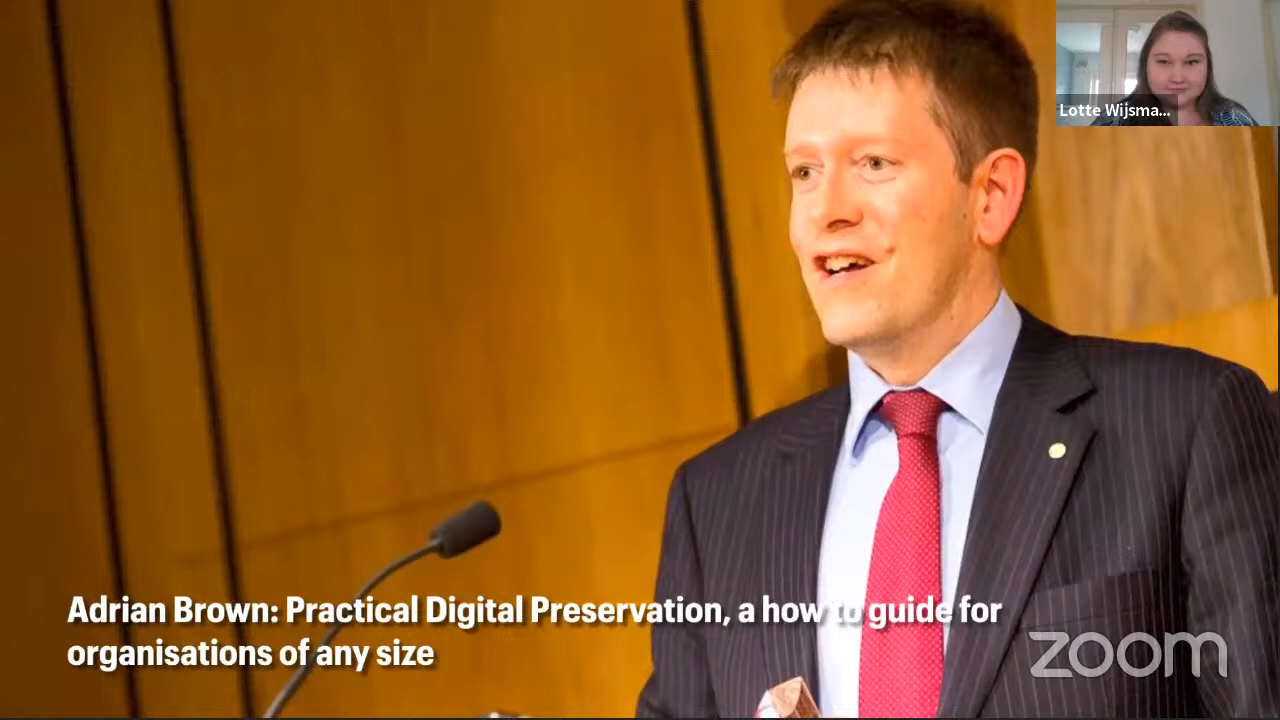 Lotte Wijsma...
Adrian Brown: Practical Digital Preservation, a how to guide for
organisations of any size
zoom